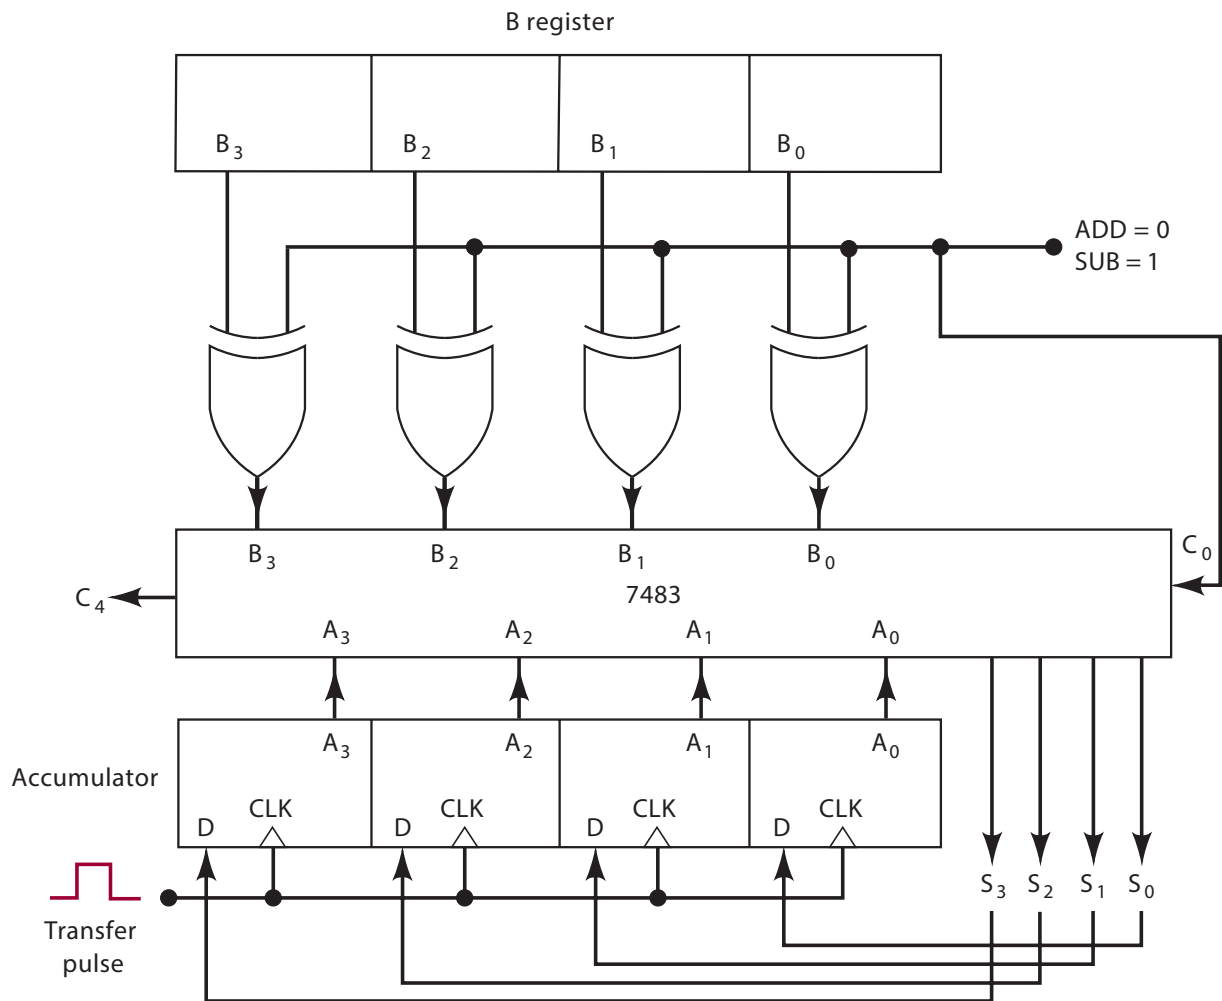 B register
B3 B2 B1 B0
ADD = 0
SUB = 1
B3 B2 B1 B0
C0
7483
C4
A3 A2 A1 A0
A3 A2 A1 A0
Accumulator
CLK CLK CLK CLK
D D D D
S3 S2 S1 S0
Transfer
pulse